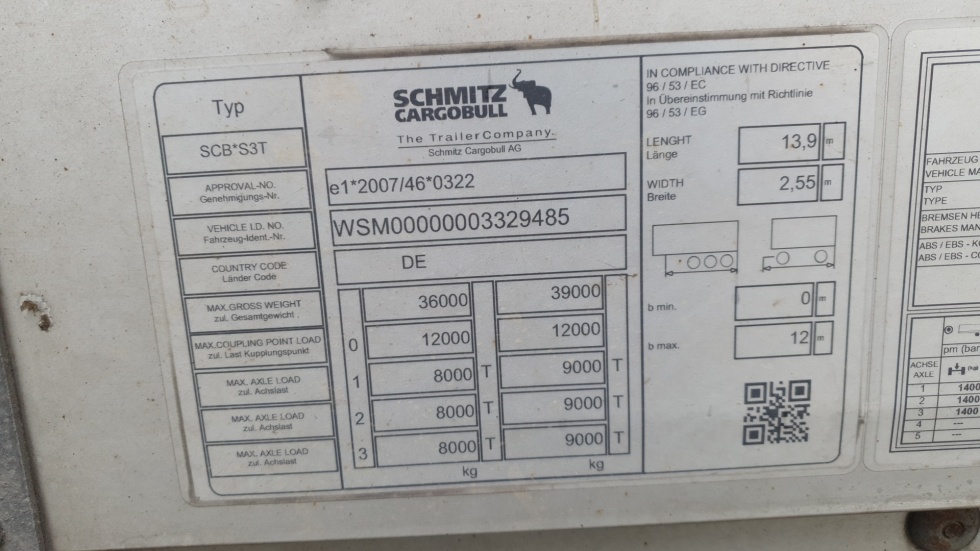 Typ
SCB*S3T
APPROVAL-NO.
Genehmigungs-Nr.
VEHICLE I.D. NO.
Fahrzeug-Ident.-Nr.
COUNTRY CODE
Länder Code
MAX.GROSS WEIGHT
zul. Gesamtgewicht
MAX.COUPLING POINT LOAD
zul. Last Kupplungspunkt
MAX. AXLE LOAD
zul. Achslast
MAX. AXLE LOAD
zul. Achslast
MAX. AXLE LOAD
zul. Achslast
SCHMITZ
CARGOBULL
The TrailerCompany.
Schmitz Cargobull AG
e1*2007/46*0322
WSM00000003329485
DE
36000 39000
0 12000 12000
1 8000 T 9000 T
2 8000 T 9000 T
3 8000 T 9000 T
kg kg
IN COMPLIANCE WITH DIRECTIVE
96 / 53 / EC
In Übereinstimmung mit Richtlinie
96 / 53 / EG
LENGHT 13,9 m
Länge
WIDTH 2,55 m
Breite
b min. 0 m
b max. 12 m
FAHRZEUG
VEHICLE MA
TYP
TYPE
BREMSEN HE
BRAKES MAN
ABS / EBS - K
ABS / EBS - CO
pm (bar
ACHSE
AXLE
1 1400
2 1400
3 1400
4 ---
5 ---